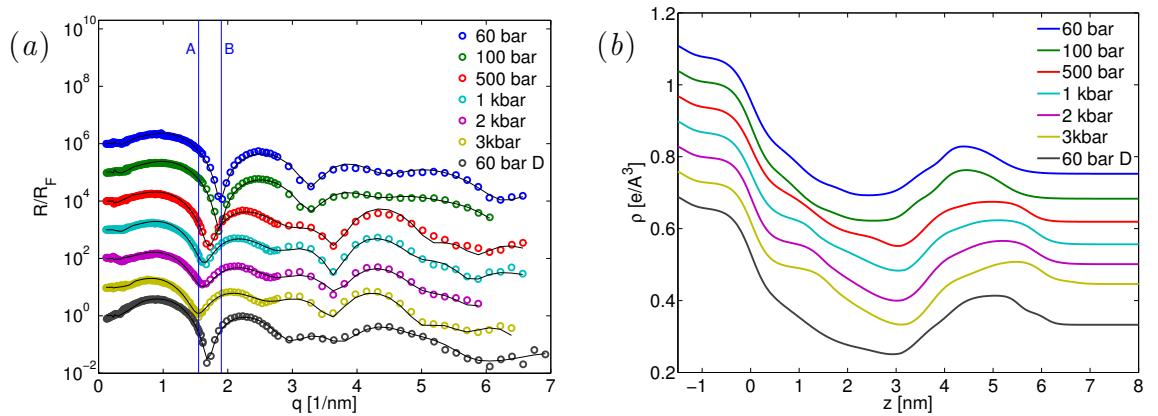 (a)
A
B
60 bar
100 bar
500 bar
1 kbar
2 kbar
3kbar
60 bar D
R/R_F
10^10
10^8
10^6
10^4
10^2
10^0
10^-2
0 1 2 3 4 5 6 7
q [1/nm]
(b)
60 bar
100 bar
500 bar
1 kbar
2 kbar
3kbar
60 bar D
ρ [e/A^3]
1.2
1
0.8
0.6
0.4
0.2
−1 0 1 2 3 4 5 6 7 8
z [nm]